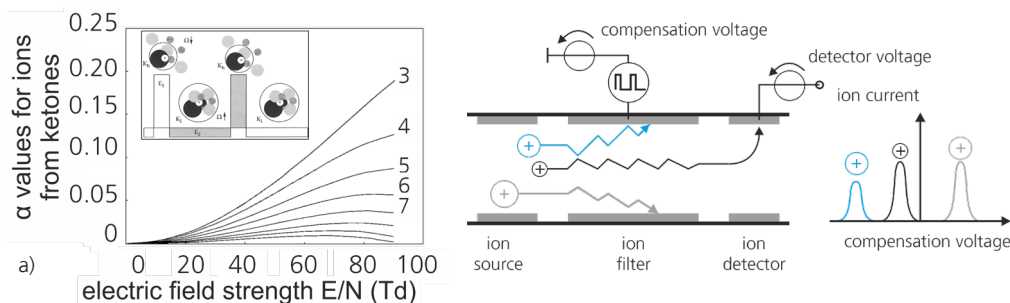 α values for ions
from ketones
0.25
0.20
0.15
0.10
0.05
0
3
4
5
6
7
0
20
40
60
80
100
electric field strength E/N (Td)
a)
compensation voltage
detector voltage
ion current
ion
source
ion
filter
ion
detector
compensation voltage